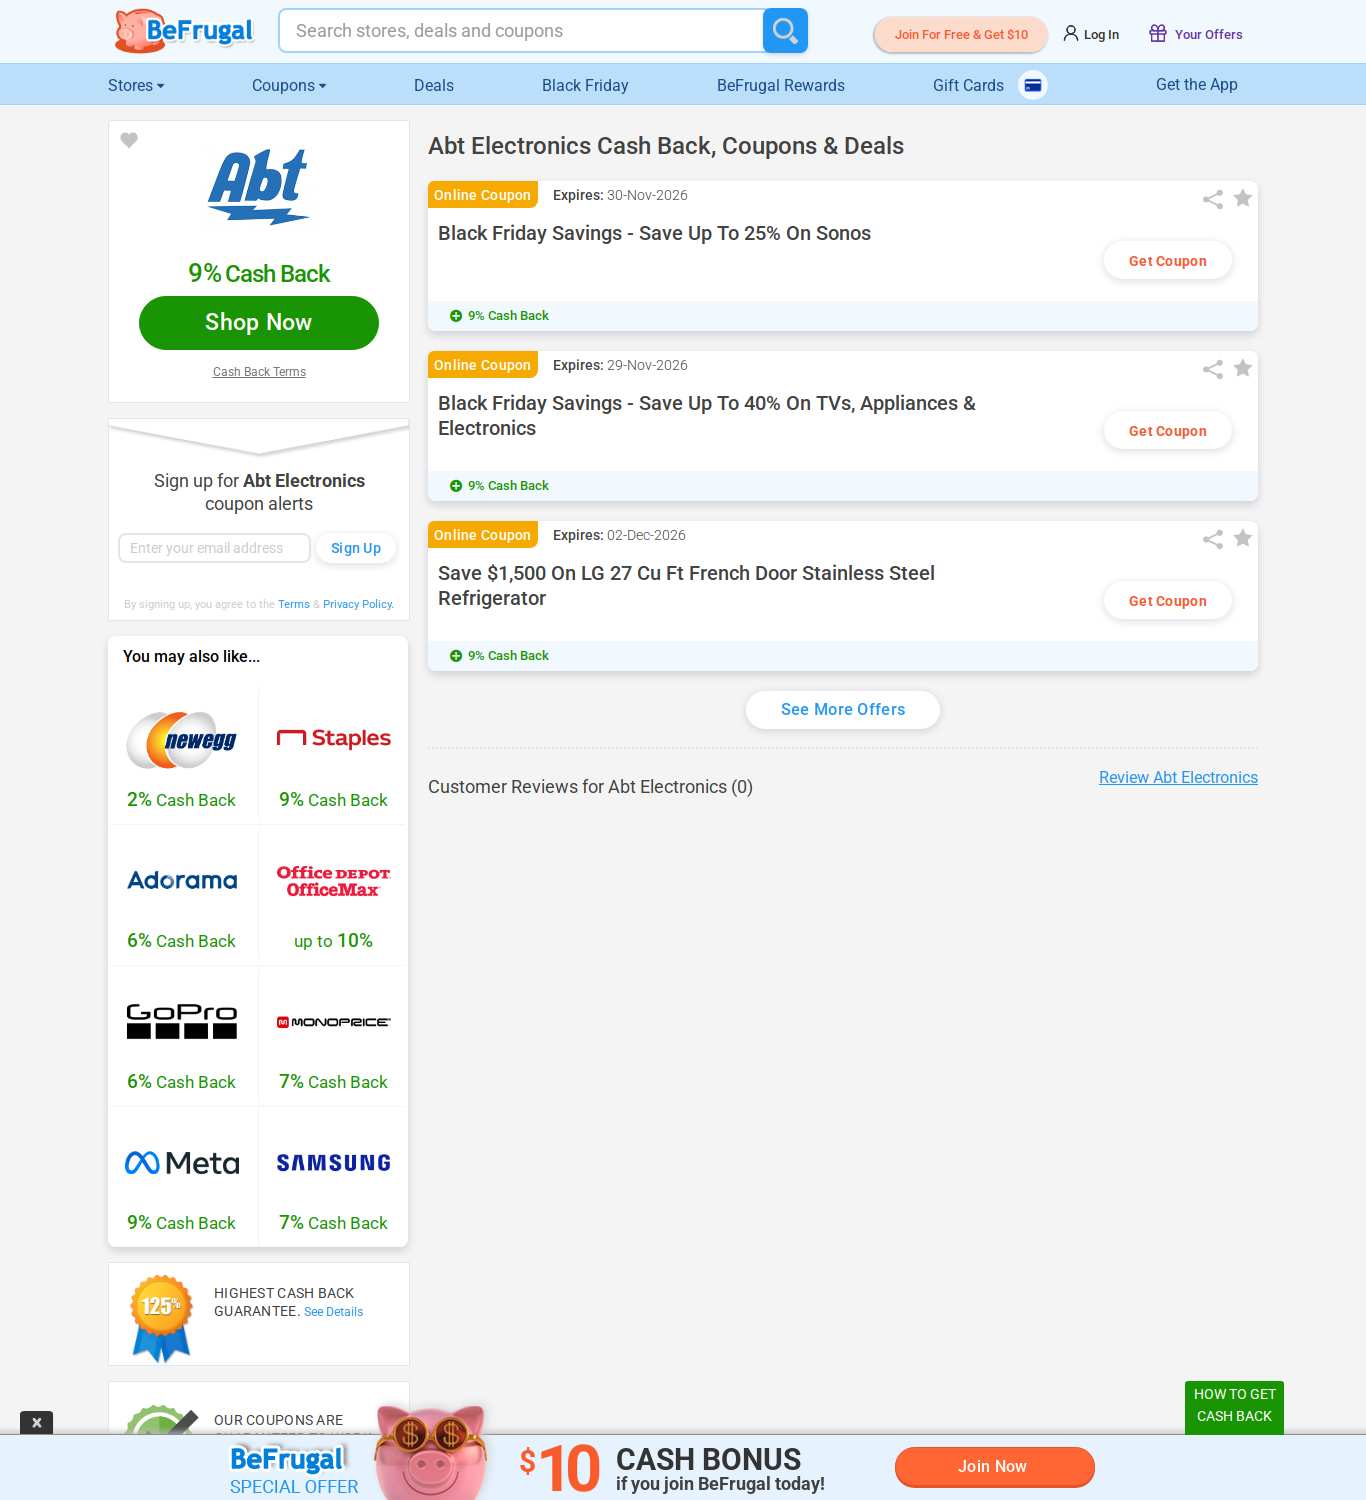 BeFrugal
Search stores, deals and coupons
Join For Free & Get $10
Log In
Your Offers
Stores
Coupons
Deals
Black Friday
BeFrugal Rewards
Gift Cards
Get the App
Abt
9% Cash Back
Shop Now
Cash Back Terms
Sign up for Abt Electronics
coupon alerts
Enter your email address
Sign Up
By signing up, you agree to the Terms & Privacy Policy.
You may also like...
newegg
Staples
2% Cash Back
9% Cash Back
Adorama
Office DEPOT
OfficeMax
6% Cash Back
up to 10%
GoPro
MONOPRICE
6% Cash Back
7% Cash Back
Meta
SAMSUNG
9% Cash Back
7% Cash Back
125%
HIGHEST CASH BACK
GUARANTEE. See Details
OUR COUPONS ARE
Abt Electronics Cash Back, Coupons & Deals
Online Coupon
Expires: 30-Nov-2026
Black Friday Savings - Save Up To 25% On Sonos
Get Coupon
9% Cash Back
Online Coupon
Expires: 29-Nov-2026
Black Friday Savings - Save Up To 40% On TVs, Appliances &
Electronics
Get Coupon
9% Cash Back
Online Coupon
Expires: 02-Dec-2026
Save $1,500 On LG 27 Cu Ft French Door Stainless Steel
Refrigerator
Get Coupon
9% Cash Back
See More Offers
Customer Reviews for Abt Electronics (0)
Review Abt Electronics
HOW TO GET
CASH BACK
x
BeFrugal
SPECIAL OFFER
$10
CASH BONUS
if you join BeFrugal today!
Join Now